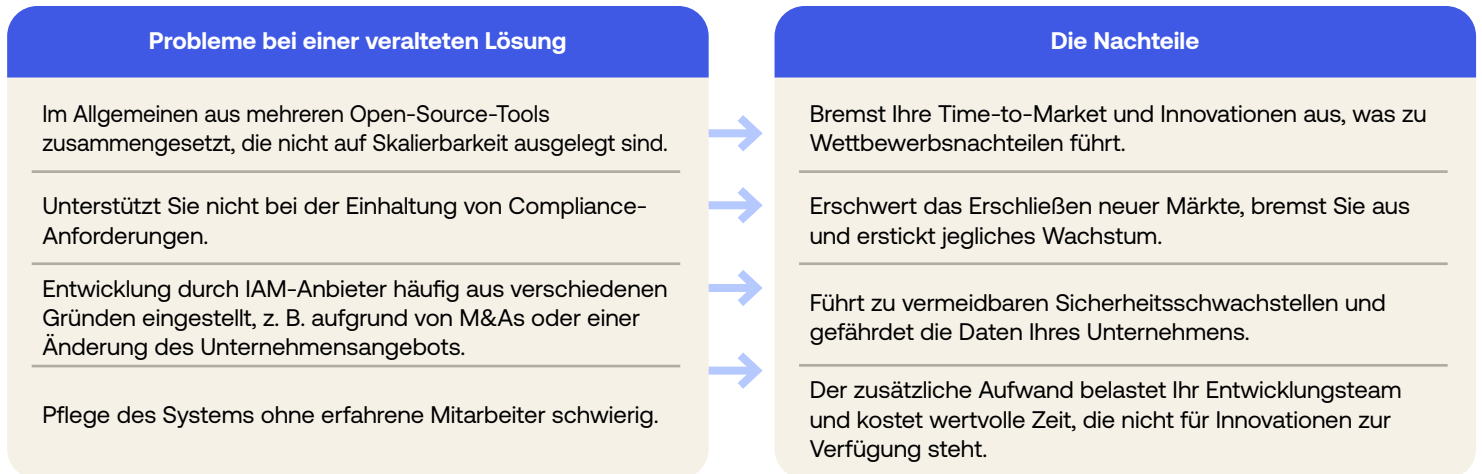 Probleme bei einer veralteten Lösung
Im Allgemeinen aus mehreren Open-Source-Tools
zusammengesetzt, die nicht auf Skalierbarkeit ausgelegt sind.
Unterstützt Sie nicht bei der Einhaltung von Compliance-
Anforderungen.
Entwicklung durch IAM-Anbieter häufig aus verschiedenen
Gründen eingestellt, z. B. aufgrund von M&As oder einer
Änderung des Unternehmensangebots.
Pflege des Systems ohne erfahrene Mitarbeiter schwierig.
Die Nachteile
Bremst Ihre Time-to-Market und Innovationen aus, was zu
Wettbewerbsnachteilen führt.
Erschwert das Erschließen neuer Märkte, bremst Sie aus
und erstickt jegliches Wachstum.
Führt zu vermeidbaren Sicherheitsschwachstellen und
gefährdet die Daten Ihres Unternehmens.
Der zusätzliche Aufwand belastet Ihr Entwicklungsteam
und kostet wertvolle Zeit, die nicht für Innovationen zur
Verfügung steht.